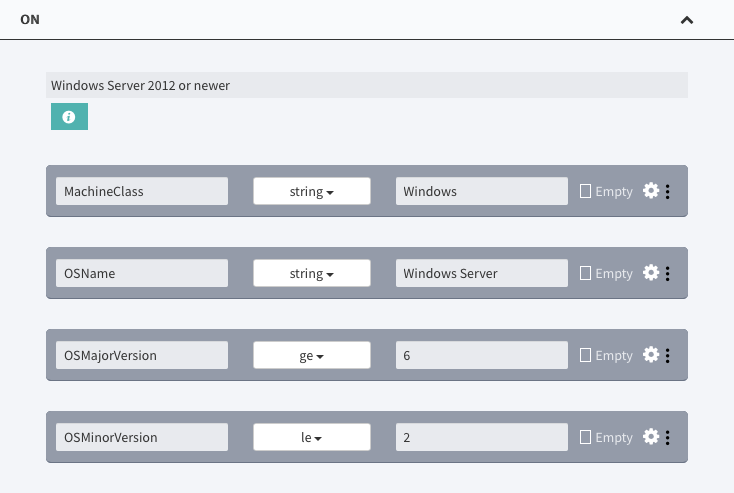 ON
Windows Server 2012 or newer
MachineClass string Windows Empty
OSName string Windows Server Empty
OSMajorVersion ge 6 Empty
OSMinorVersion le 2 Empty